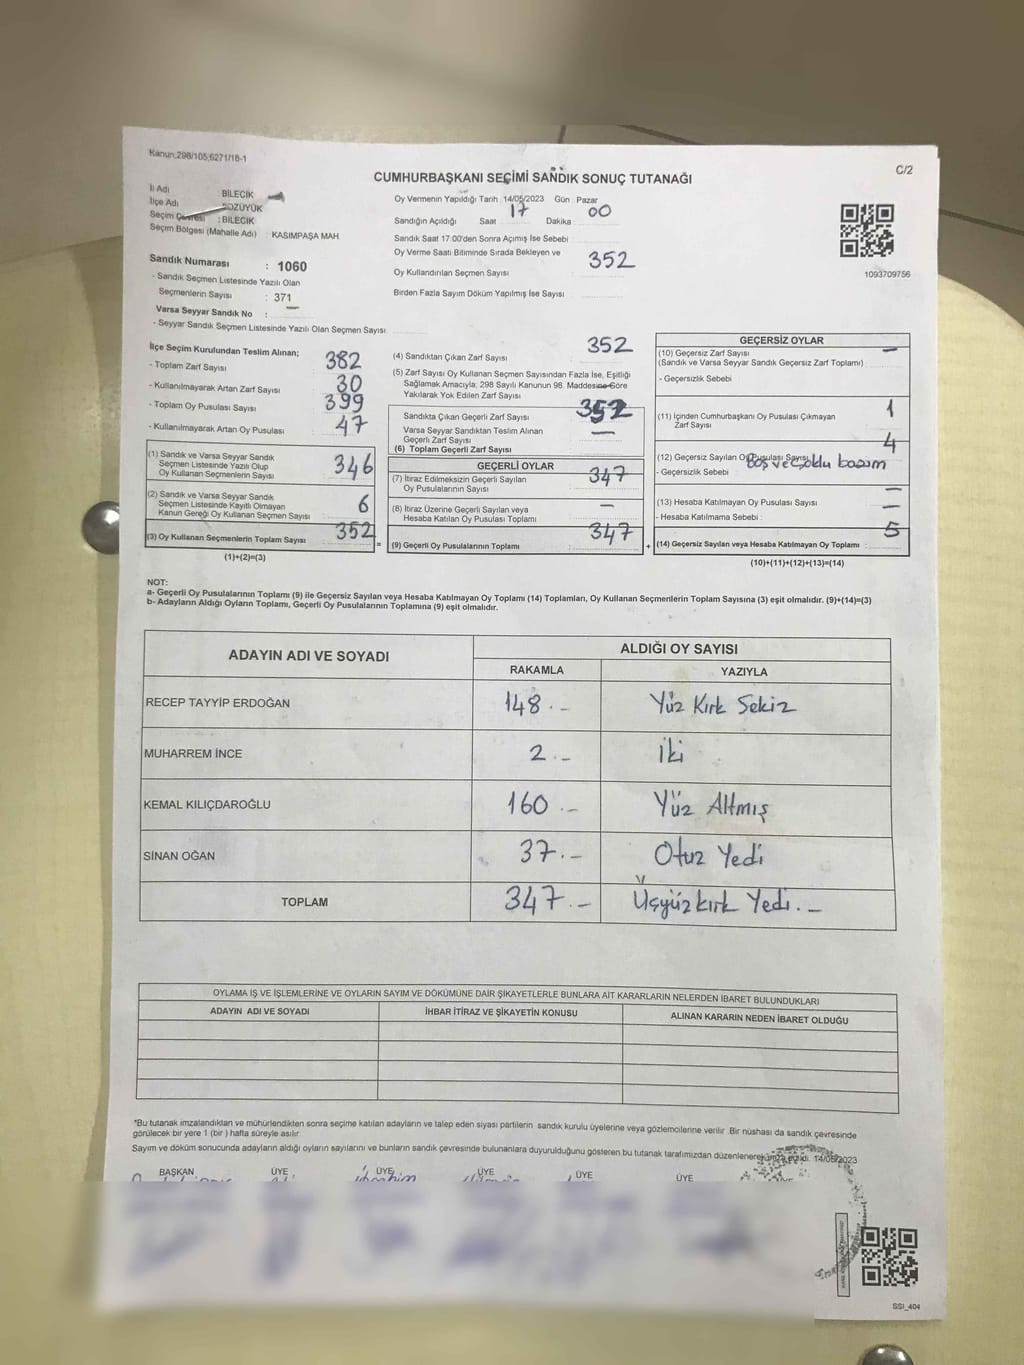 Kanun;298/105;6271/18-1
C/2
CUMHURBAŞKANI SEÇİMİ SANDIK SONUÇ TUTANAĞI
İl Adı : BİLECİK
İlçe Adı BOZÜYÜK
Seçim Çevresi : BİLECİK
Seçim Bölgesi (Mahalle Adı) : KASIMPAŞA MAH.
Sandık Numarası : 1060
- Sandık Seçmen Listesinde Yazılı Olan
Seçmenlerin Sayısı : 371
Varsa Seyyar Sandık No : —
- Seyyar Sandık Seçmen Listesinde Yazılı Olan Seçmen Sayısı
Oy Vermenin Yapıldığı Tarih 14/05/2023 Gün Pazar
Sandığın Açıldığı Saat 17 Dakika 00
Sandık Saat 17:00'den Sonra Açımış İse Sebebi
Oy Verme Saati Bitiminde Sırada Bekleyen ve
Oy Kullandırılan Seçmen Sayısı 352
Birden Fazla Sayım Döküm Yapılmış İse Sayısı
1093709756
İlçe Seçim Kurulundan Teslim Alınan;
- Toplam Zarf Sayısı 382
- Kullanılmayarak Artan Zarf Sayısı 30
- Toplam Oy Pusulası Sayısı 399
- Kullanılmayarak Artan Oy Pusulası 47
(1) Sandık ve Varsa Seyyar Sandık
Seçmen Listesinde Yazılı Olup
Oy Kullanan Seçmenlerin Sayısı 346
(2) Sandık ve Varsa Seyyar Sandık
Seçmen Listesinde Kayıtlı Olmayan
Kanun Gereği Oy Kullanan Seçmen Sayısı 6
(3) Oy Kullanan Seçmenlerin Toplam Sayısı 352 =
(1)+(2)=(3)
(4) Sandıktan Çıkan Zarf Sayısı 352
(5) Zarf Sayısı Oy Kullanan Seçmen Sayısından Fazla İse, Eşitliği
Sağlamak Amacıyla; 298 Sayılı Kanunun 98. Maddesine Göre
Yakılarak Yok Edilen Zarf Sayısı —
Sandıkta Çıkan Geçerli Zarf Sayısı 352
Varsa Seyyar Sandıktan Teslim Alınan
Geçerli Zarf Sayısı —
(6) Toplam Geçerli Zarf Sayısı
GEÇERLİ OYLAR
(7) İtiraz Edilmeksizin Geçerli Sayılan
Oy Pusulalarının Sayısı 347
(8) İtiraz Üzerine Geçerli Sayılan veya
Hesaba Katılan Oy Pusulası Toplamı —
(9) Geçerli Oy Pusulalarının Toplamı 347 +
GEÇERSİZ OYLAR
(10) Geçersiz Zarf Sayısı —
(Sandık ve Varsa Seyyar Sandık Geçersiz Zarf Toplamı)
- Geçersizlik Sebebi
(11) İçinden Cumhurbaşkanı Oy Pusulası Çıkmayan
Zarf Sayısı 1
(12) Geçersiz Sayılan Oy Pusulası Sayısı 4
- Geçersizlik Sebebi Boş ve Çoklu basım
(13) Hesaba Katılmayan Oy Pusulası Sayısı —
- Hesaba Katılmama Sebebi : —
(14) Geçersiz Sayılan veya Hesaba Katılmayan Oy Toplamı 5
(10)+(11)+(12)+(13)=(14)
NOT:
a- Geçerli Oy Pusulalarının Toplamı (9) ile Geçersiz Sayılan veya Hesaba Katılmayan Oy Toplamı (14) Toplamları, Oy Kullanan Seçmenlerin Toplam Sayısına (3) eşit olmalıdır. (9)+(14)=(3)
b- Adayların Aldığı Oyların Toplamı, Geçerli Oy Pusulalarının Toplamına (9) eşit olmalıdır.
ADAYIN ADI VE SOYADI ALDIĞI OY SAYISI
RAKAMLA YAZIYLA
RECEP TAYYİP ERDOĞAN 148.- Yüz Kırk Sekiz
MUHARREM İNCE 2.- İki
KEMAL KILIÇDAROĞLU 160.- Yüz Altmış
SİNAN OĞAN 37.- Otuz Yedi
TOPLAM 347.- Üçyüzkırk Yedi.-
OYLAMA İŞ VE İŞLEMLERİNE VE OYLARIN SAYIM VE DÖKÜMÜNE DAİR ŞİKAYETLERLE BUNLARA AİT KARARLARIN NELERDEN İBARET BULUNDUKLARI
ADAYIN ADI VE SOYADI İHBAR İTİRAZ VE ŞİKAYETİN KONUSU ALINAN KARARIN NEDEN İBARET OLDUĞU
*Bu tutanak imzalandıktan ve mühürlendikten sonra seçime katılan adayların ve talep eden siyasi partilerin sandık kurulu üyelerine veya gözlemcilerine verilir .Bir nüshası da sandık çevresinde
görülecek bir yere 1 (bir ) hafta süreyle asılır.
Sayım ve döküm sonucunda adayların aldığı oyların sayılarını ve bunların sandık çevresinde bulunanlara duyurulduğunu gösteren bu tutanak tarafımızdan düzenlenerek imza edildi. 14/05/2023
BAŞKAN ÜYE ÜYE ÜYE ÜYE ÜYE
İbrahim
SSI_404